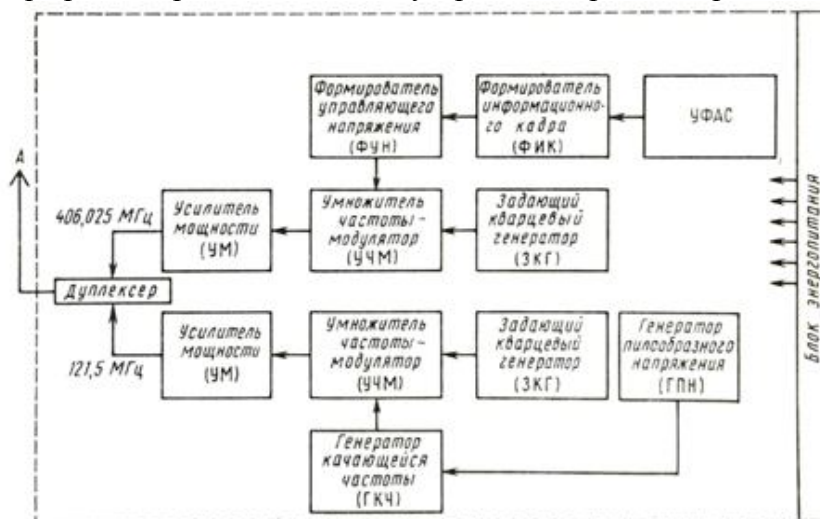 Формирователь
управляющего
напряжения
(ФУН)
Формирователь
информационно-
го кадра
(ФИК)
УФАС
А
406,025 МГц
Усилитель
мощности
(УМ)
Умножитель
частоты-
модулятор
(УЧМ)
Задающий
кварцевый
генератор
(ЗКГ)
Дуплексер
121,5 МГц
Усилитель
мощности
(УМ)
Умножитель
частоты-
модулятор
(УЧМ)
Задающий
кварцевый
генератор
(ЗКГ)
Генератор
пилообразного
напряжения
(ГПН)
Генератор
качающейся
частоты
(ГКЧ)
Блок энергопитания